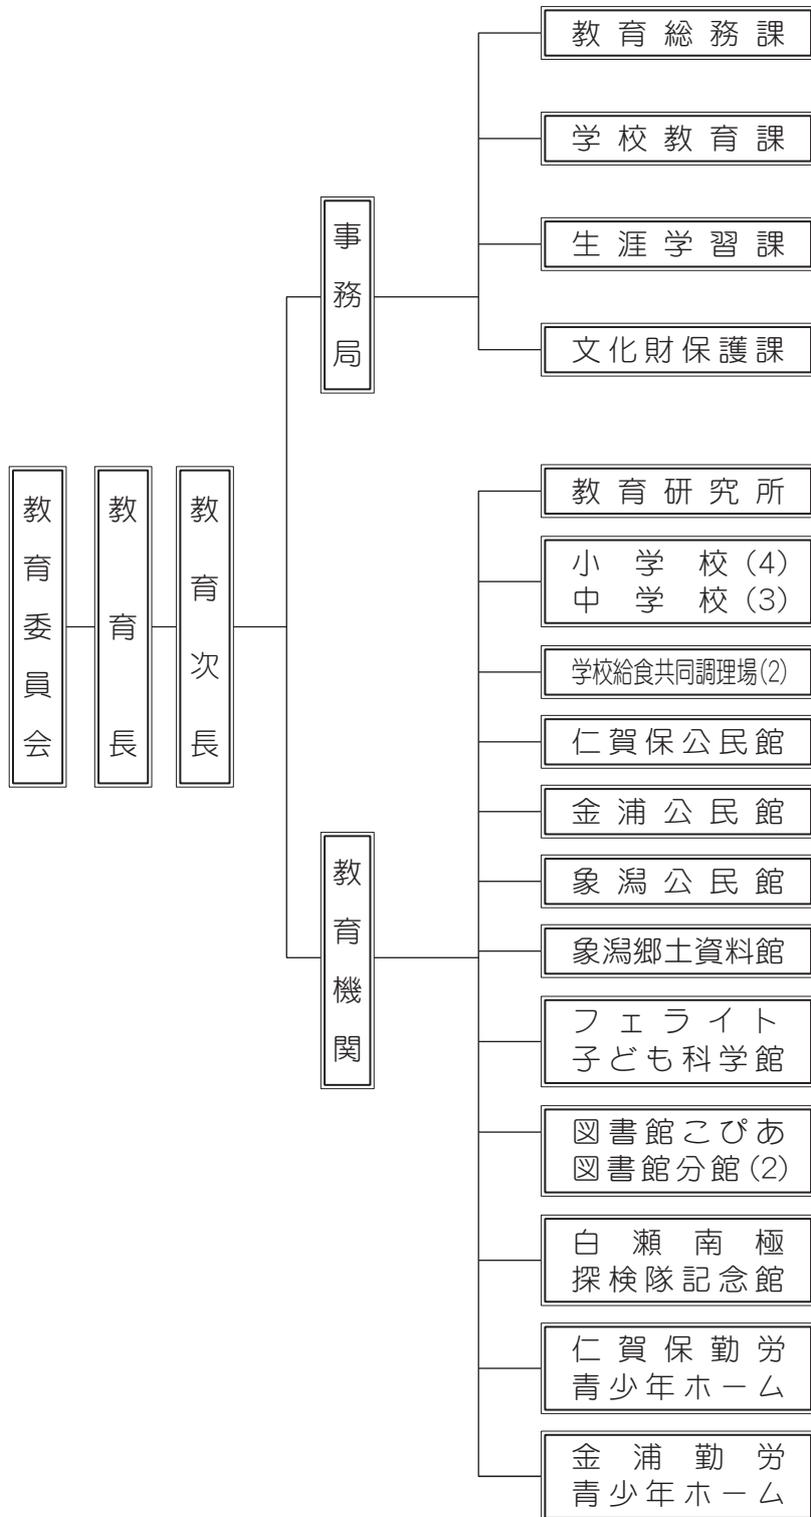 教育委員会
教育長
教育次長
事務局
教育総務課
学校教育課
生涯学習課
文化財保護課
教育機関
教育研究所
小学校(4)
中学校(3)
学校給食共同調理場(2)
仁賀保公民館
金浦公民館
象潟公民館
象潟郷土資料館
フェライト
子ども科学館
図書館こぴあ
図書館分館(2)
白瀬南極
探検隊記念館
仁賀保勤労
青少年ホーム
金浦勤労
青少年ホーム